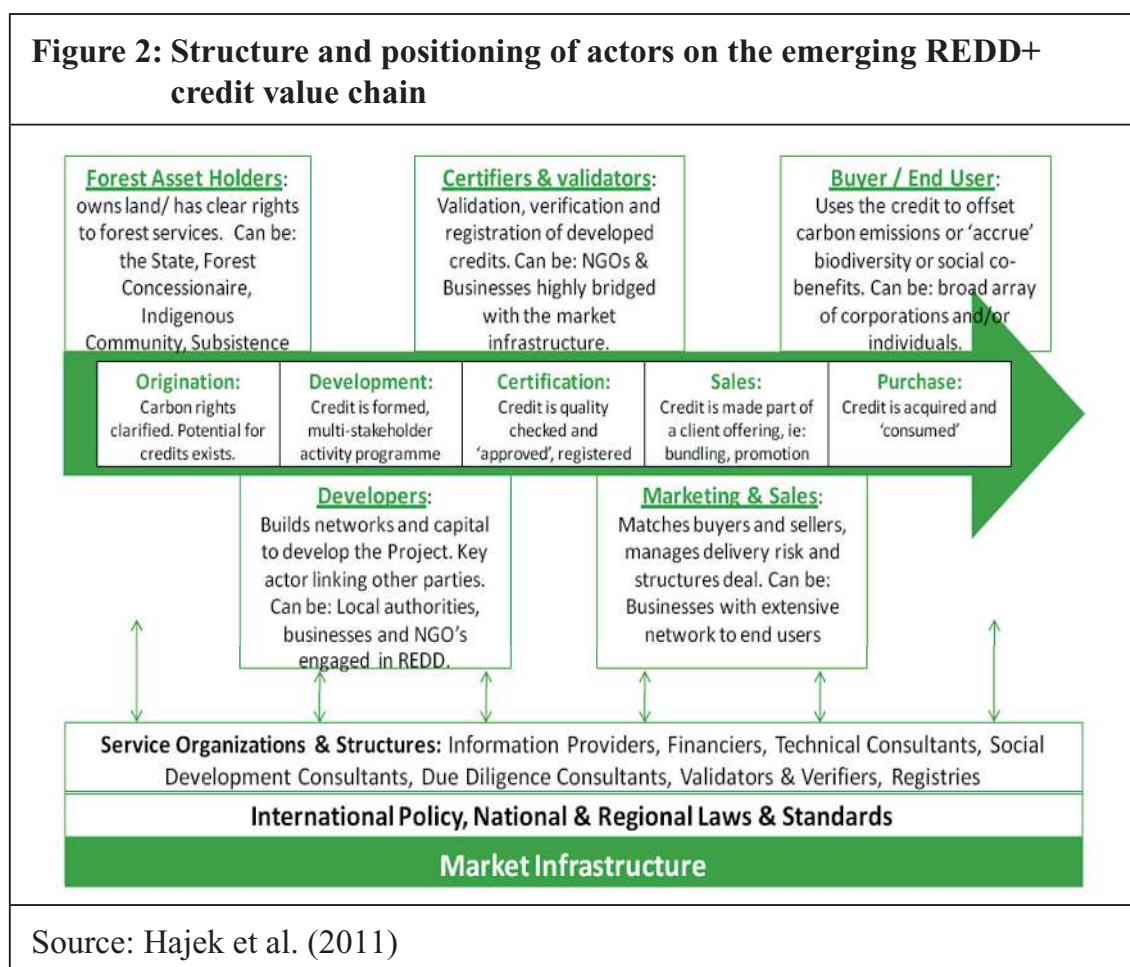 Figure 2: Structure and positioning of actors on the emerging REDD+
credit value chain
Forest Asset Holders:
owns land/ has clear rights
to forest services. Can be:
the State, Forest
Concessionaire,
Indigenous
Community, Subsistence
Certifiers & validators:
Validation, verification and
registration of developed
credits. Can be: NGOs &
Businesses highly bridged
with the market
infrastructure.
Buyer / End User:
Uses the credit to offset
carbon emissions or ‘accrue’
biodiversity or social co-
benefits. Can be: broad array
of corporations and/or
individuals.
Origination:
Carbon rights
clarified. Potential for
credits exists.
Development:
Credit is formed,
multi-stakeholder
activity programme
Certification:
Credit is quality
checked and
‘approved’, registered
Sales:
Credit is made part of
a client offering, ie:
bundling, promotion
Purchase:
Credit is acquired and
‘consumed’
Developers:
Builds networks and capital
to develop the Project. Key
actor linking other parties.
Can be: Local authorities,
businesses and NGO’s
engaged in REDD.
Marketing & Sales:
Matches buyers and sellers,
manages delivery risk and
structures deal. Can be:
Businesses with extensive
network to end users
Service Organizations & Structures: Information Providers, Financiers, Technical Consultants, Social
Development Consultants, Due Diligence Consultants, Validators & Verifiers, Registries
International Policy, National & Regional Laws & Standards
Market Infrastructure
Source: Hajek et al. (2011)